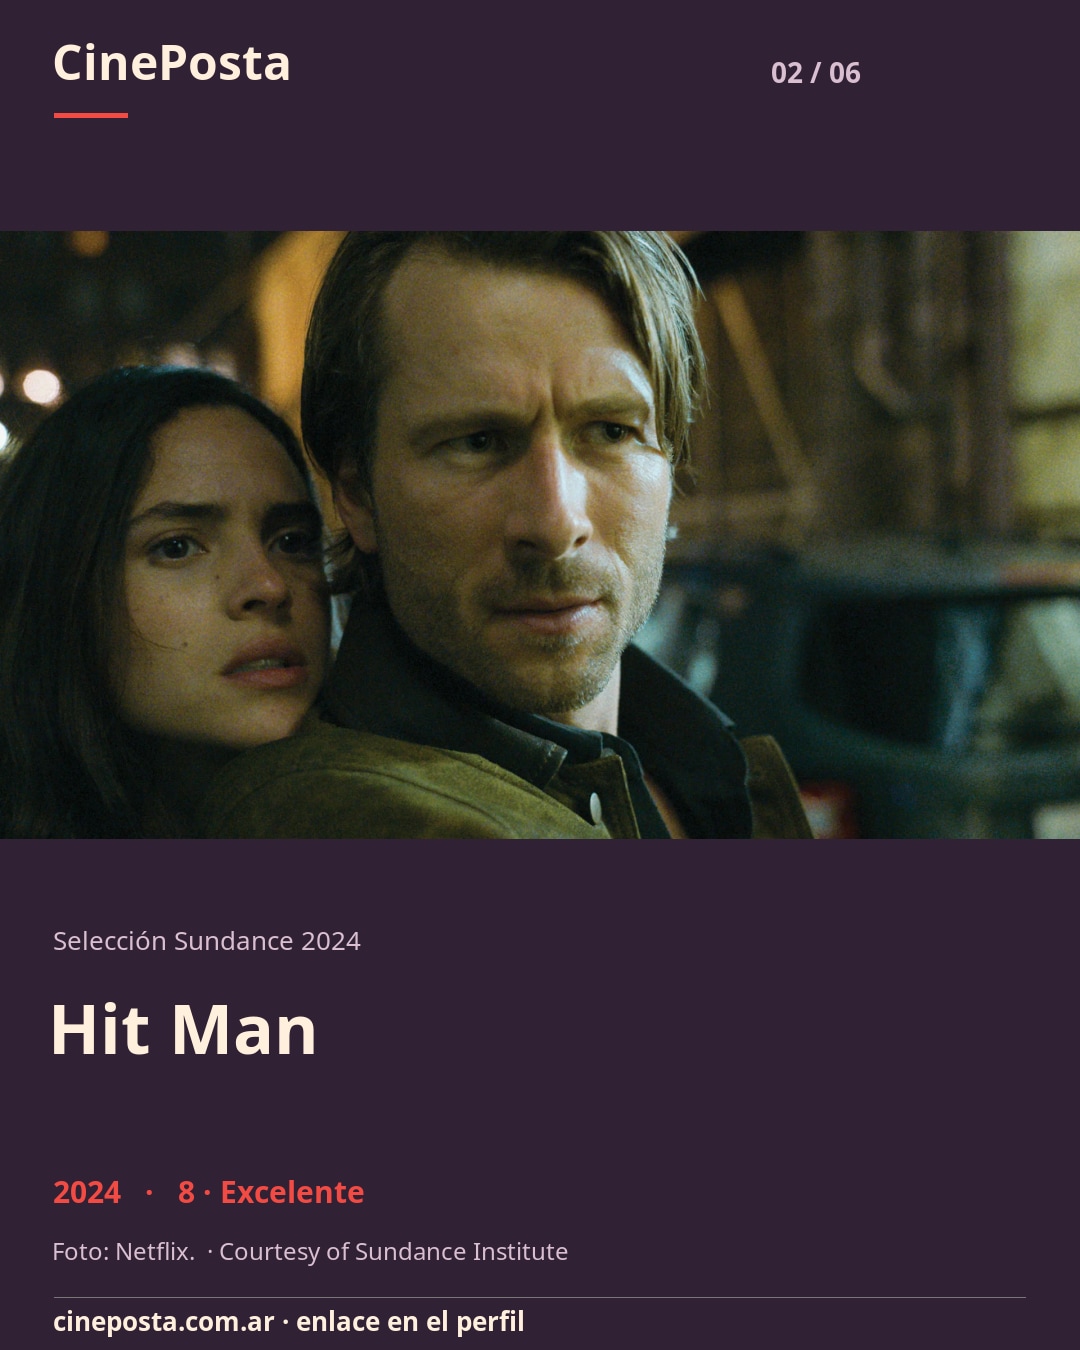 CinePosta
02 / 06
Selección Sundance 2024
Hit Man
2024 · 8 · Excelente
Foto: Netflix. · Courtesy of Sundance Institute
cineposta.com.ar · enlace en el perfil